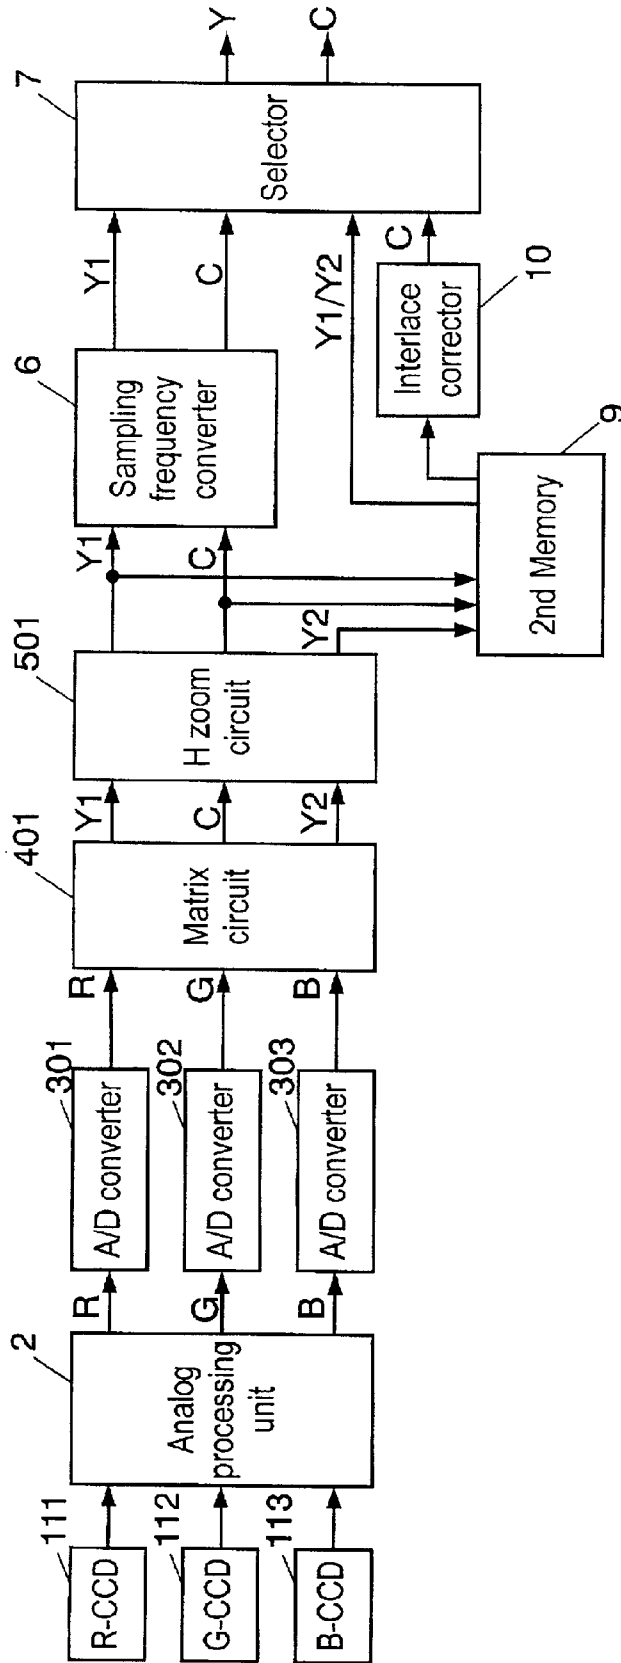 111
R-CCD
112
G-CCD
113
B-CCD
2
Analog
processing
unit
R
G
B
301
A/D converter
302
A/D converter
303
A/D converter
R
G
B
401
Matrix
circuit
Y1
C
Y2
501
H zoom
circuit
Y1
C
Y2
6
Sampling
frequency
converter
2nd Memory
9
Y1
C
Y1/Y2
Interlace
corrector
10
C
7
Selector
Y
C